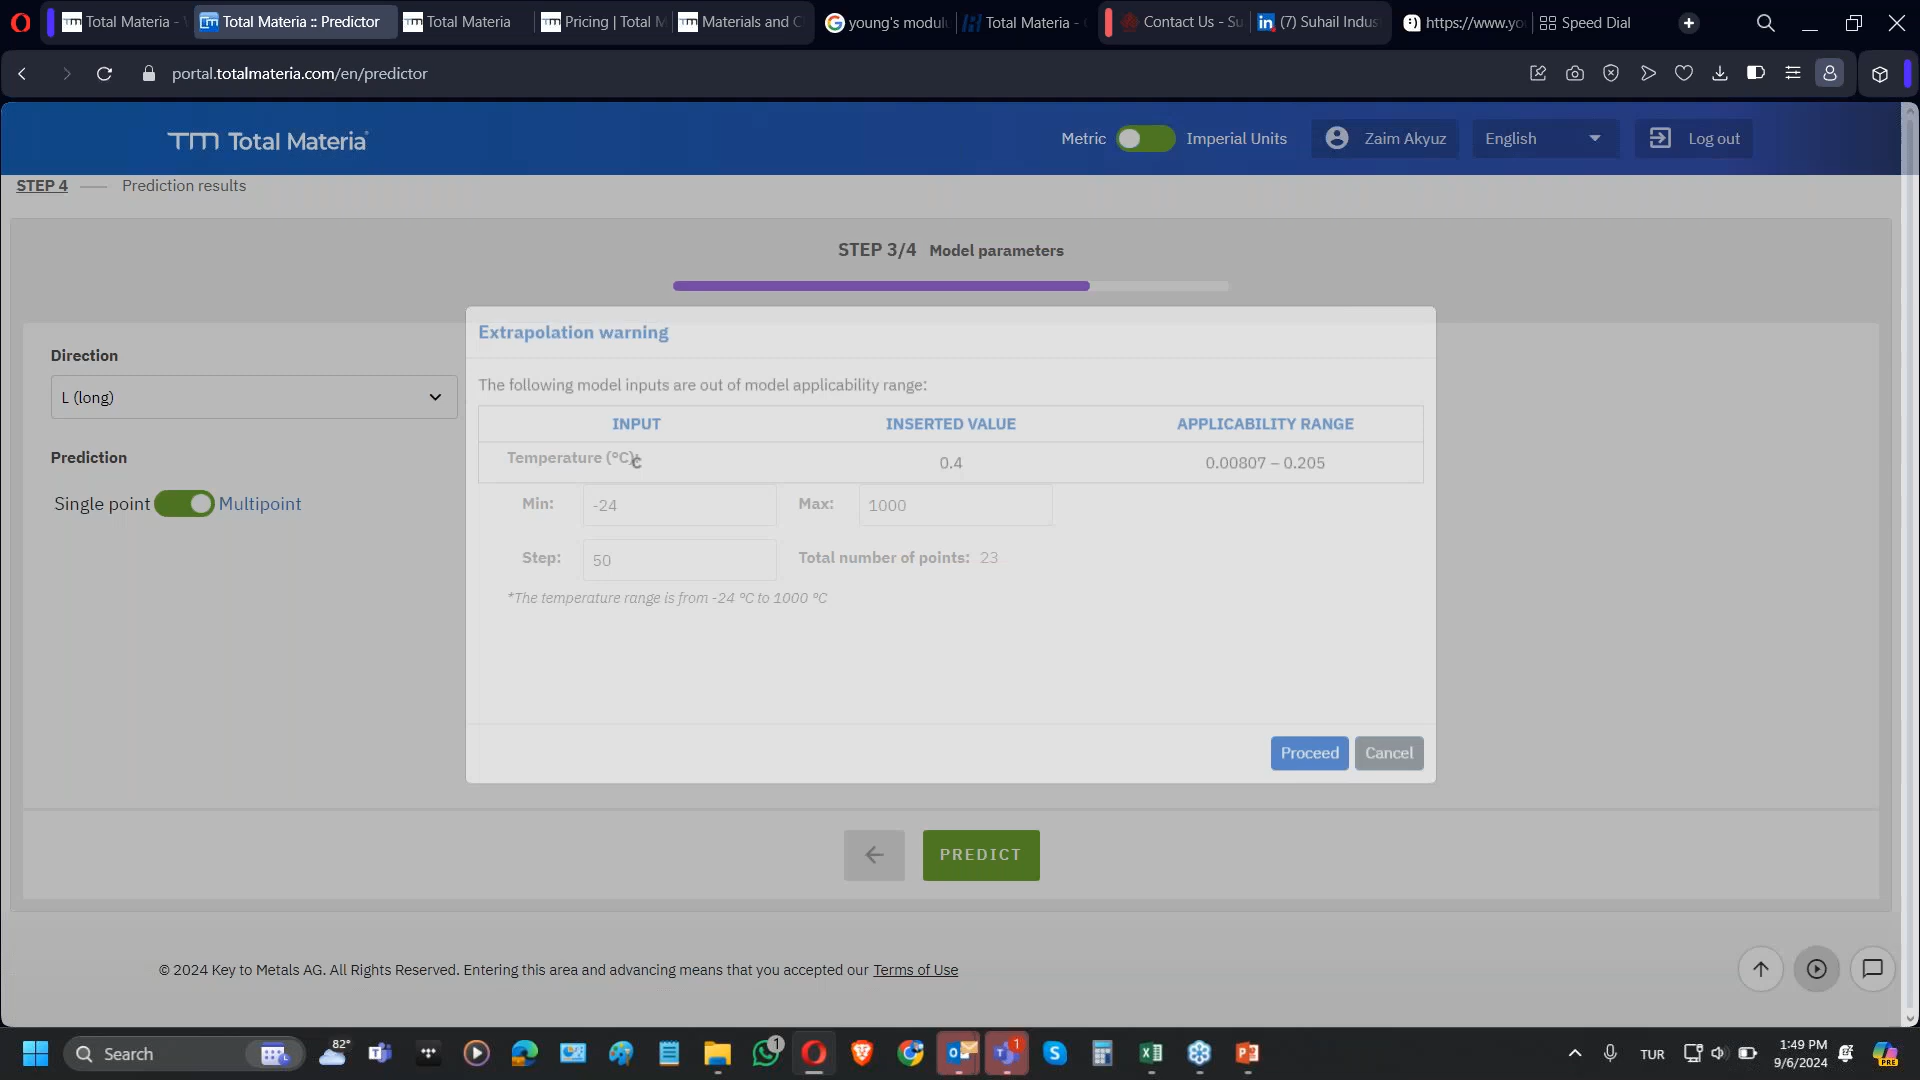 Total Materia - 
Total Materia :: Predictor
Total Materia
Pricing | Total M
Materials and C
young's modul
Total Materia - 
Contact Us - Su
(7) Suhail Indus
https://www.yo
Speed Dial
portal.totalmateria.com/en/predictor
TM Total Materia
Metric
Imperial Units
Zaim Akyuz
English
Log out
STEP 4
Prediction results
STEP 3/4 Model parameters
Direction
L (long)
Prediction
Single point
Multipoint
Extrapolation warning
The following model inputs are out of model applicability range:
INPUT INSERTED VALUE APPLICABILITY RANGE
Temperature (°C):
C 0.4 0.00807 – 0.205
Min: -24 Max: 1000
Step: 50 Total number of points: 23
*The temperature range is from -24 °C to 1000 °C
Proceed
Cancel
PREDICT
© 2024 Key to Metals AG. All Rights Reserved. Entering this area and advancing means that you accepted our Terms of Use
Search
82°
1
1
TUR
1:49 PM
9/6/2024
PRE